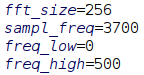 fft_size=256
sampl_freq=3700
freq_low=0
freq_high=500